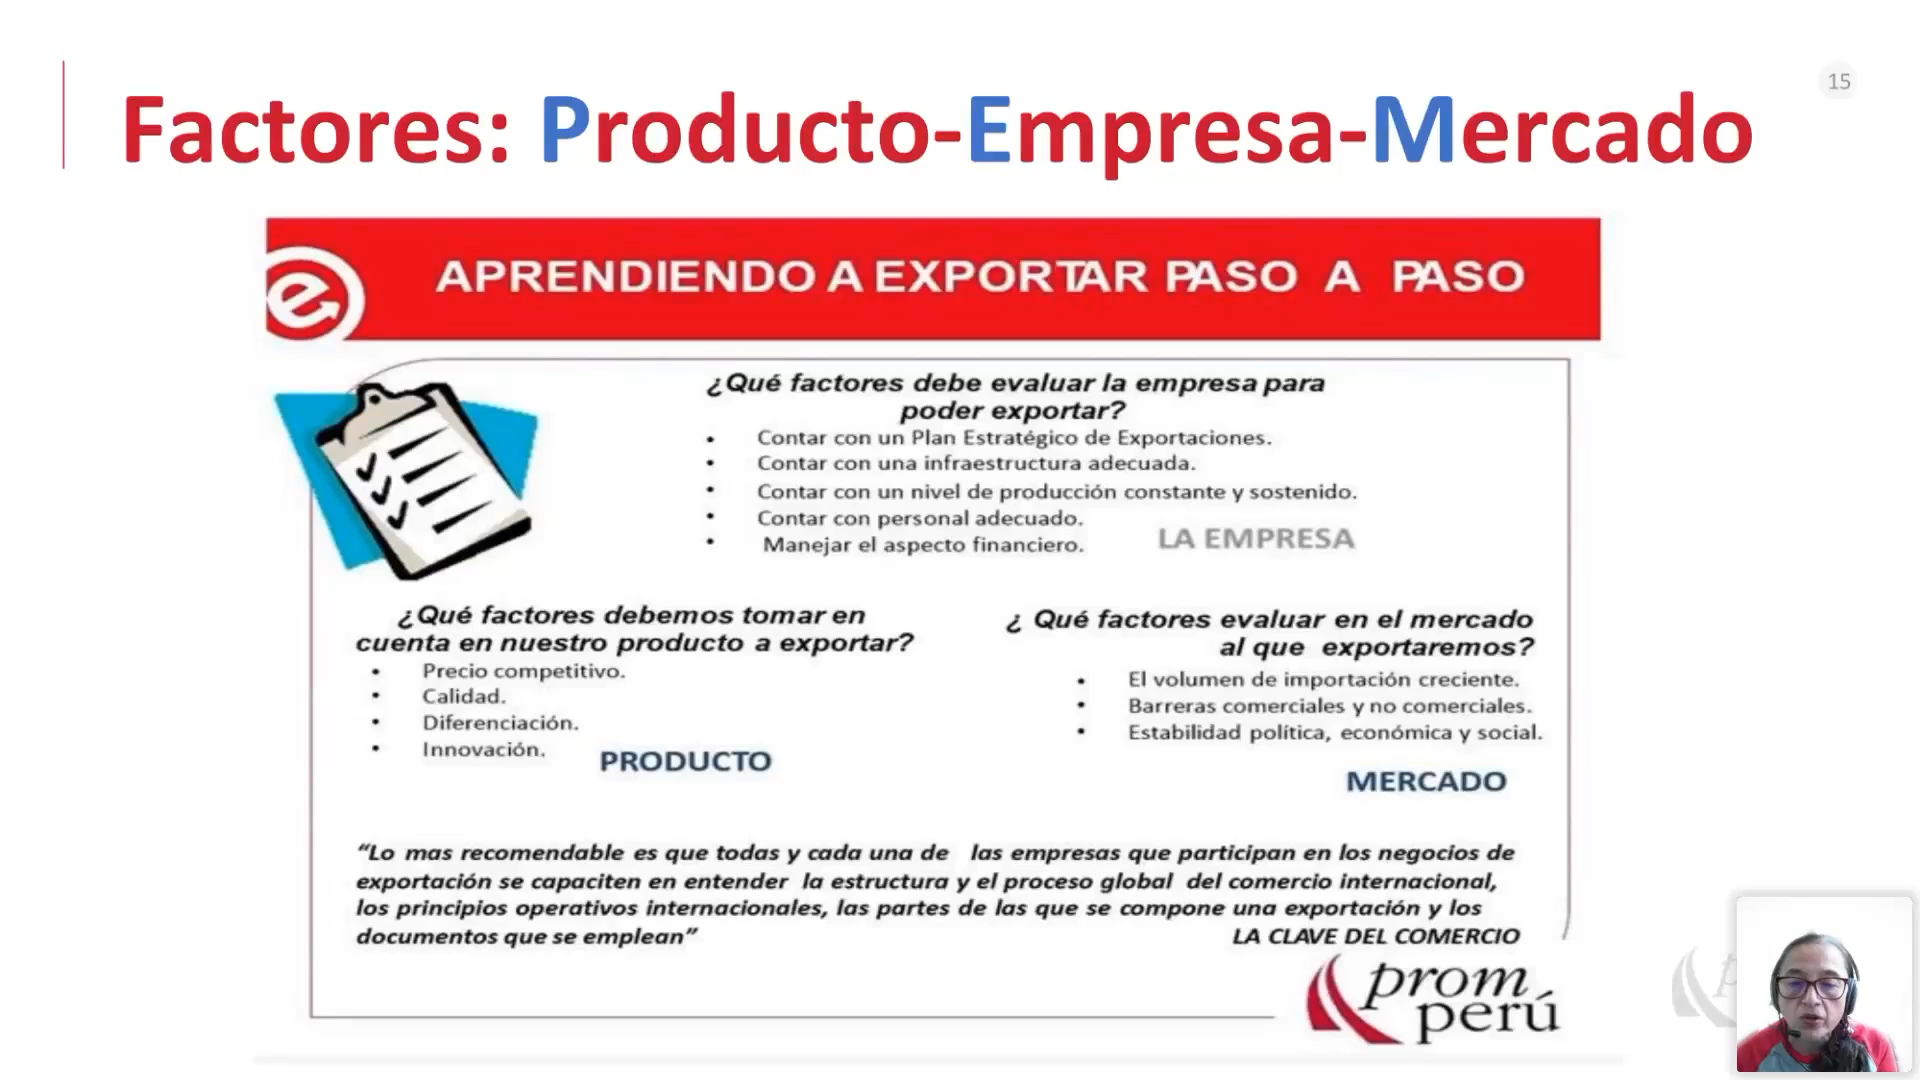 15
Factores: Producto-Empresa-Mercado
APRENDIENDO A EXPORTAR PASO A PASO
¿Qué factores debe evaluar la empresa para
poder exportar?
• Contar con un Plan Estratégico de Exportaciones.
• Contar con una infraestructura adecuada.
• Contar con un nivel de producción constante y sostenido.
• Contar con personal adecuado.
• Manejar el aspecto financiero.
LA EMPRESA
¿Qué factores debemos tomar en
cuenta en nuestro producto a exportar?
• Precio competitivo.
• Calidad.
• Diferenciación.
• Innovación.
PRODUCTO
¿ Qué factores evaluar en el mercado
al que exportaremos?
• El volumen de importación creciente.
• Barreras comerciales y no comerciales.
• Estabilidad política, económica y social.
MERCADO
“Lo mas recomendable es que todas y cada una de las empresas que participan en los negocios de
exportación se capaciten en entender la estructura y el proceso global del comercio internacional,
los principios operativos internacionales, las partes de las que se compone una exportación y los
documentos que se emplean”
LA CLAVE DEL COMERCIO
prom
perú